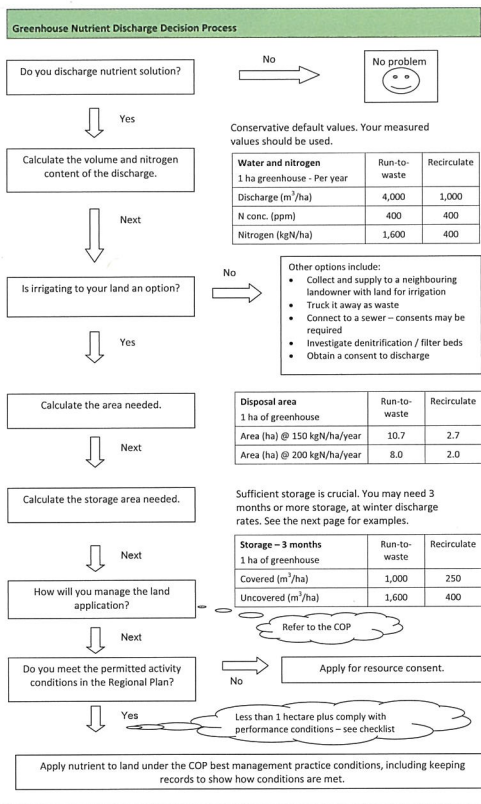 Greenhouse Nutrient Discharge Decision Process
Do you discharge nutrient solution?
No
No problem
Yes
Conservative default values. Your measured
values should be used.
Calculate the volume and nitrogen
content of the discharge.
Water and nitrogen
1 ha greenhouse - Per year
Run-to-
waste
Recirculate
Discharge (m³/ha) 4,000 1,000
N conc. (ppm) 400 400
Nitrogen (kgN/ha) 1,600 400
Next
Is irrigating to your land an option?
No
Other options include:
• Collect and supply to a neighbouring
landowner with land for irrigation
• Truck it away as waste
• Connect to a sewer – consents may be
required
• Investigate denitrification / filter beds
• Obtain a consent to discharge
Yes
Calculate the area needed.
Disposal area
1 ha of greenhouse
Run-to-
waste
Recirculate
Area (ha) @ 150 kgN/ha/year 10.7 2.7
Area (ha) @ 200 kgN/ha/year 8.0 2.0
Next
Calculate the storage area needed.
Sufficient storage is crucial. You may need 3
months or more storage, at winter discharge
rates. See the next page for examples.
Storage – 3 months
1 ha of greenhouse
Run-to-
waste
Recirculate
Covered (m³/ha) 1,000 250
Uncovered (m³/ha) 1,600 400
Next
How will you manage the land
application?
Refer to the COP
Next
Do you meet the permitted activity
conditions in the Regional Plan?
No
Apply for resource consent.
Yes
Less than 1 hectare plus comply with
performance conditions – see checklist
Apply nutrient to land under the COP best management practice conditions, including keeping
records to show how conditions are met.